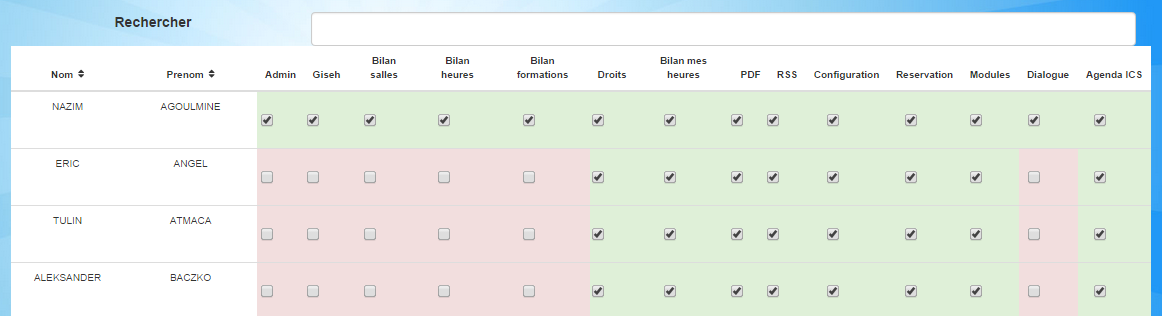 Rechercher
Nom Prenom Admin Giseh Bilan salles Bilan heures Bilan formations Droits Bilan mes heures PDF RSS Configuration Reservation Modules Dialogue Agenda ICS
NAZIM AGOULMINE
ERIC ANGEL
TULIN ATMACA
ALEKSANDER BACZKO